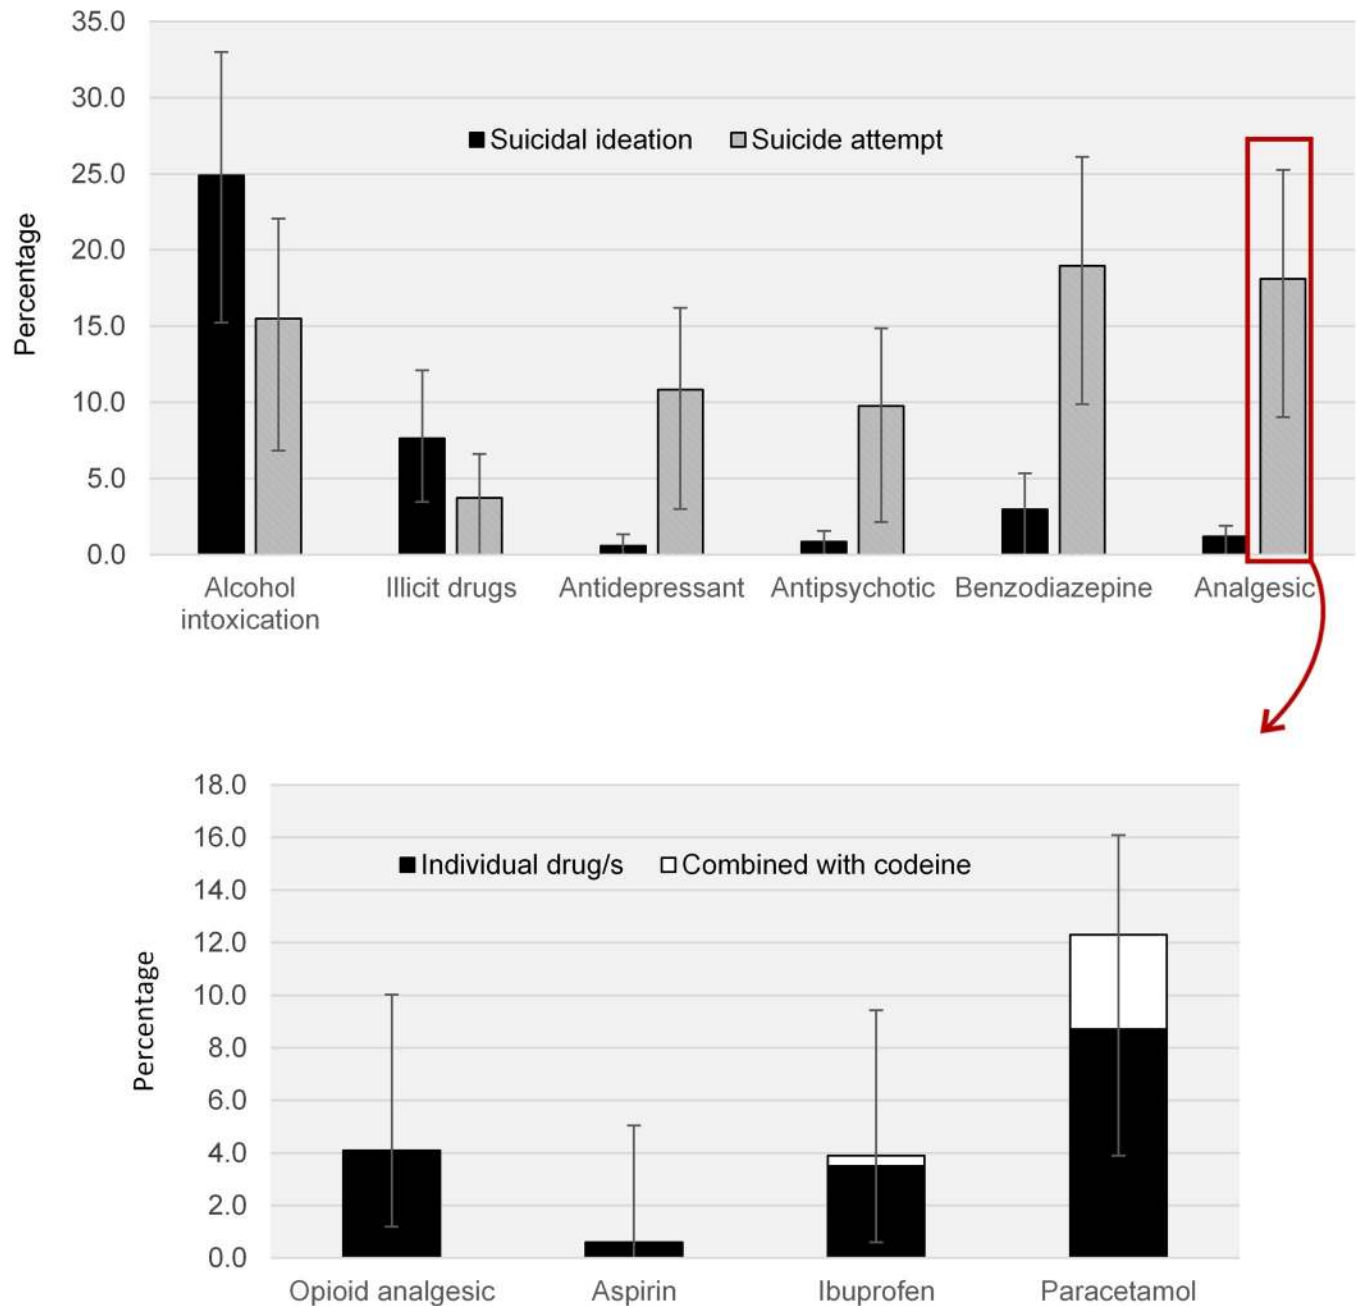 35.0
30.0
25.0
20.0
15.0
10.0
5.0
0.0
Percentage
Suicidal ideation Suicide attempt
Alcohol intoxication
Illicit drugs
Antidepressant
Antipsychotic
Benzodiazepine
Analgesic
18.0
16.0
14.0
12.0
10.0
8.0
6.0
4.0
2.0
0.0
Percentage
Individual drug/s Combined with codeine
Opioid analgesic
Aspirin
Ibuprofen
Paracetamol